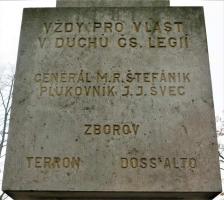 VŽDY PRO VLAST
V DUCHU ČS. LEGIÍ
GENERÁL M.R. ŠTEFÁNIK
PLUKOVNÍK J.J. ŠVEC
ZBOROV
TERRON DOSS'ALTO